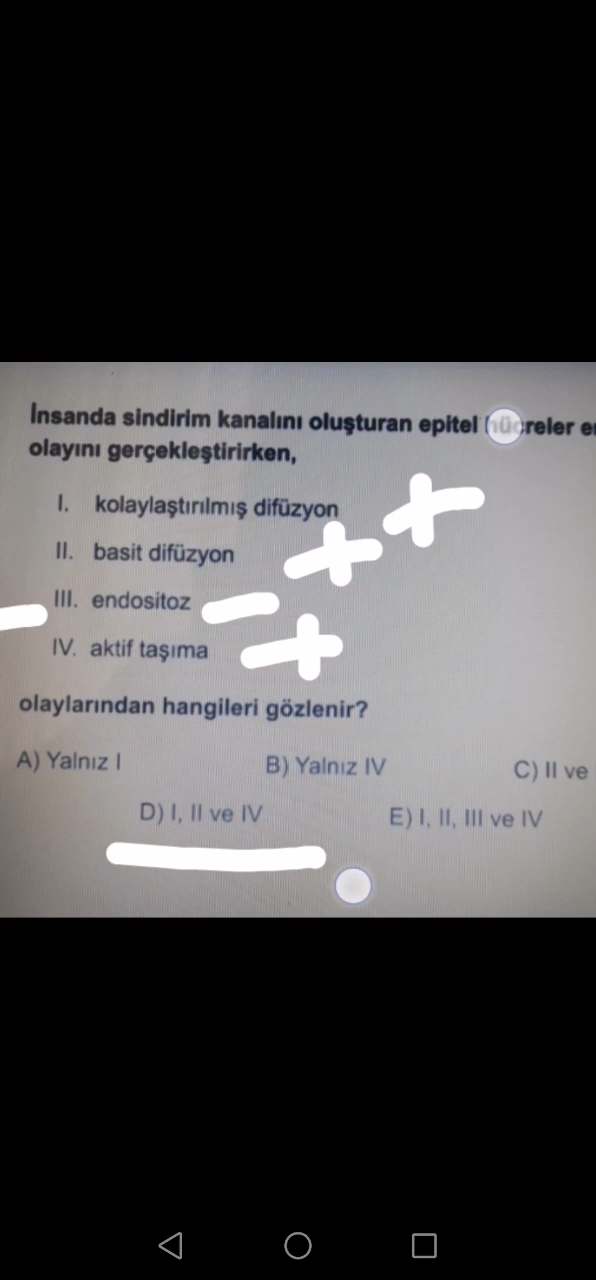 İnsanda sindirim kanalını oluşturan epitel hücreler
olayını gerçekleştirirken,
I. kolaylaştırılmış difüzyon
II. basit difüzyon
III. endositoz
IV. aktif taşıma
olaylarından hangileri gözlenir?
A) Yalnız I B) Yalnız IV C) II ve
D) I, II ve IV E) I, II, III ve IV